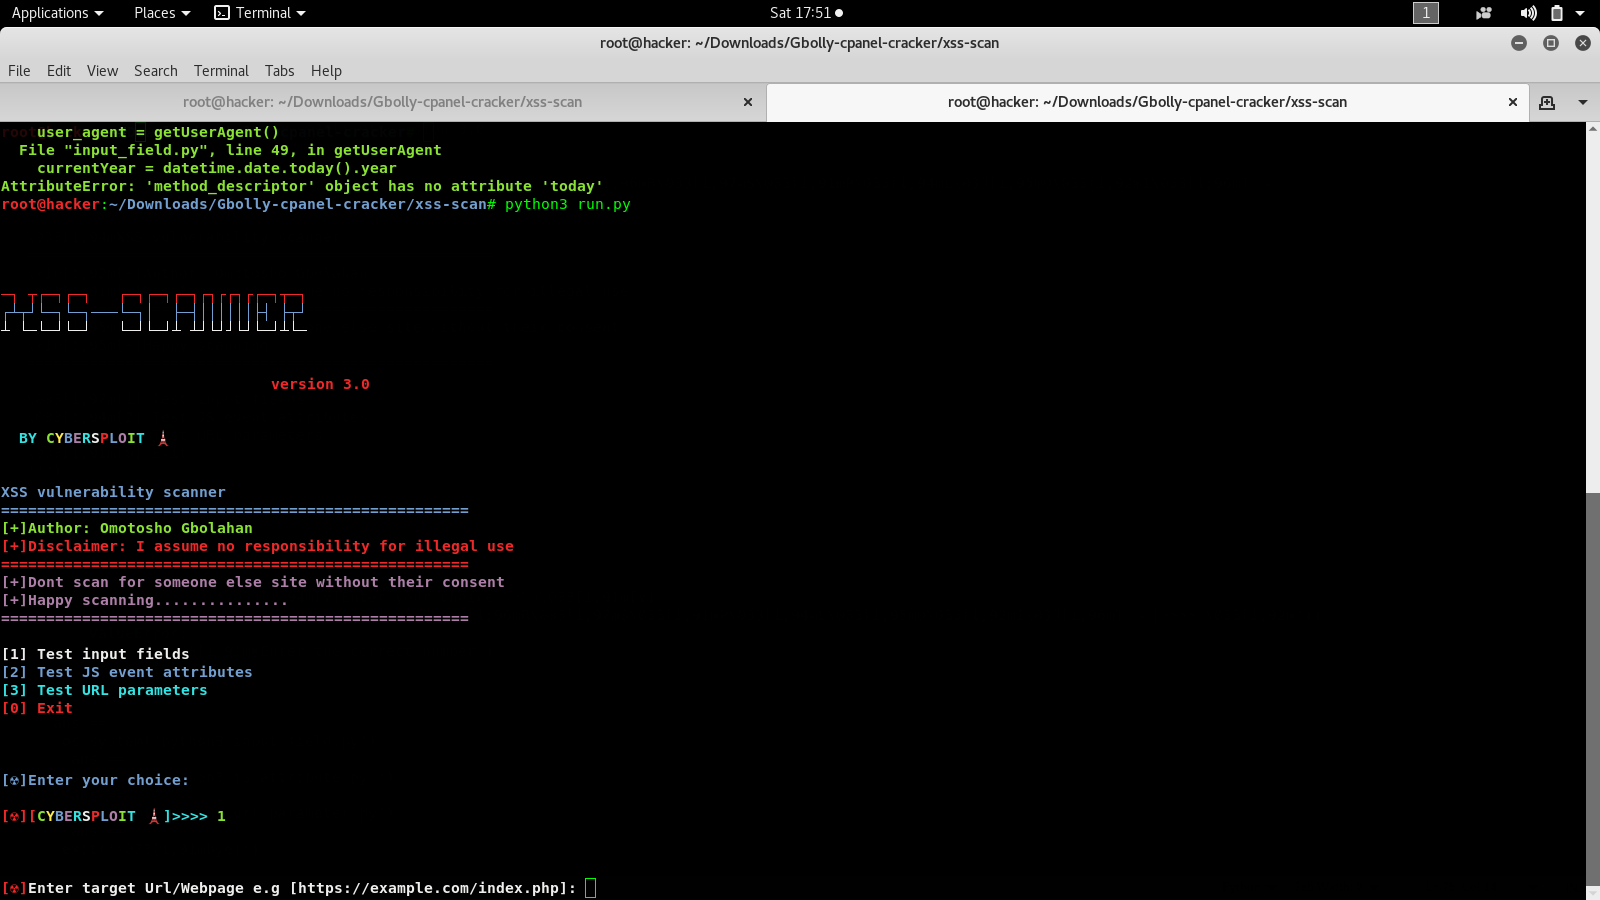 Applications Places Terminal Sat 17:51 1
root@hacker: ~/Downloads/Gbolly-cpanel-cracker/xss-scan
File Edit View Search Terminal Tabs Help
root@hacker: ~/Downloads/Gbolly-cpanel-cracker/xss-scan × root@hacker: ~/Downloads/Gbolly-cpanel-cracker/xss-scan ×
user_agent = getUserAgent()
File "input_field.py", line 49, in getUserAgent
currentYear = datetime.date.today().year
AttributeError: 'method_descriptor' object has no attribute 'today'
root@hacker:~/Downloads/Gbolly-cpanel-cracker/xss-scan# python3 run.py
XSS-SCANNER
version 3.0
BY CYBERSPLOIT
XSS vulnerability scanner
====================================================
[+]Author: Omotosho Gbolahan
[+]Disclaimer: I assume no responsibility for illegal use
====================================================
[+]Dont scan for someone else site without their consent
[+]Happy scanning...............
====================================================
[1] Test input fields
[2] Test JS event attributes
[3] Test URL parameters
[0] Exit
[☢]Enter your choice:
[☢][CYBERSPLOIT ]>>>> 1
[☢]Enter target Url/Webpage e.g [https://example.com/index.php]: